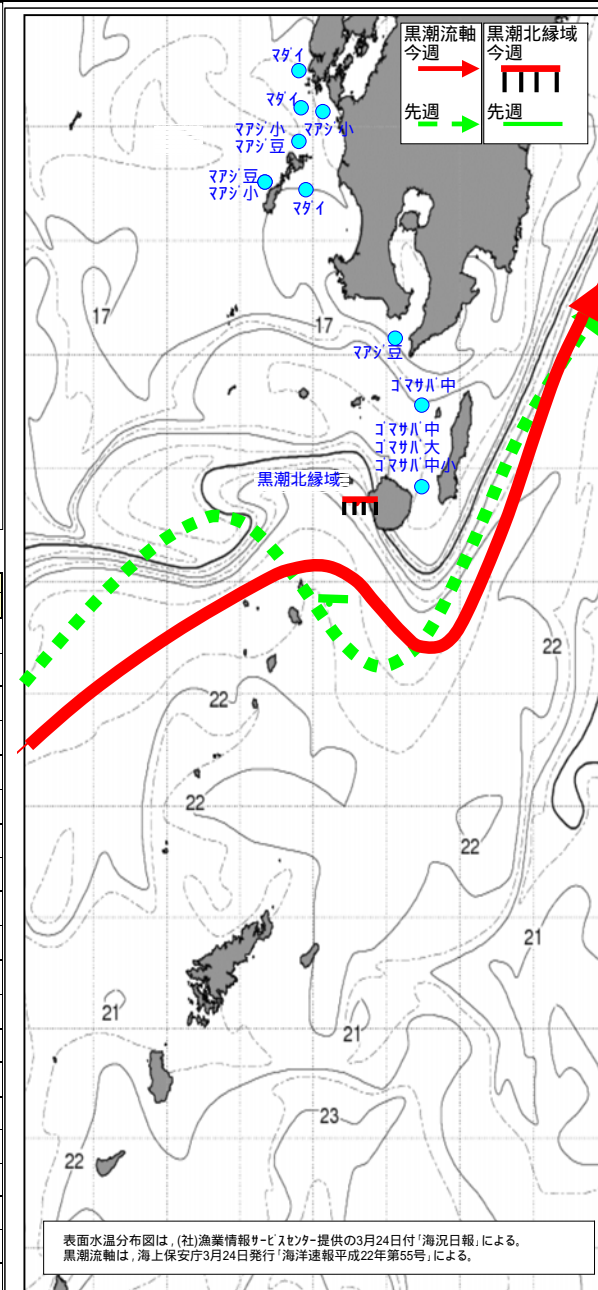 黒潮流軸
今週
先週
黒潮北縁域
今週
先週
マダイ
マダイ
マアジ小
マアジ小
マアジ豆
マアジ豆
マアジ小
マダイ
17
17
マアジ豆
ゴマサバ中
ゴマサバ中
ゴマサバ大
ゴマサバ中小
黒潮北縁域
22
22
22
22
21
21
21
23
22
表面水温分布図は,(社)漁業情報サービスセンター提供の3月24日付「海況日報」による。
黒潮流軸は,海上保安庁3月24日発行「海洋速報平成22年第55号」による。